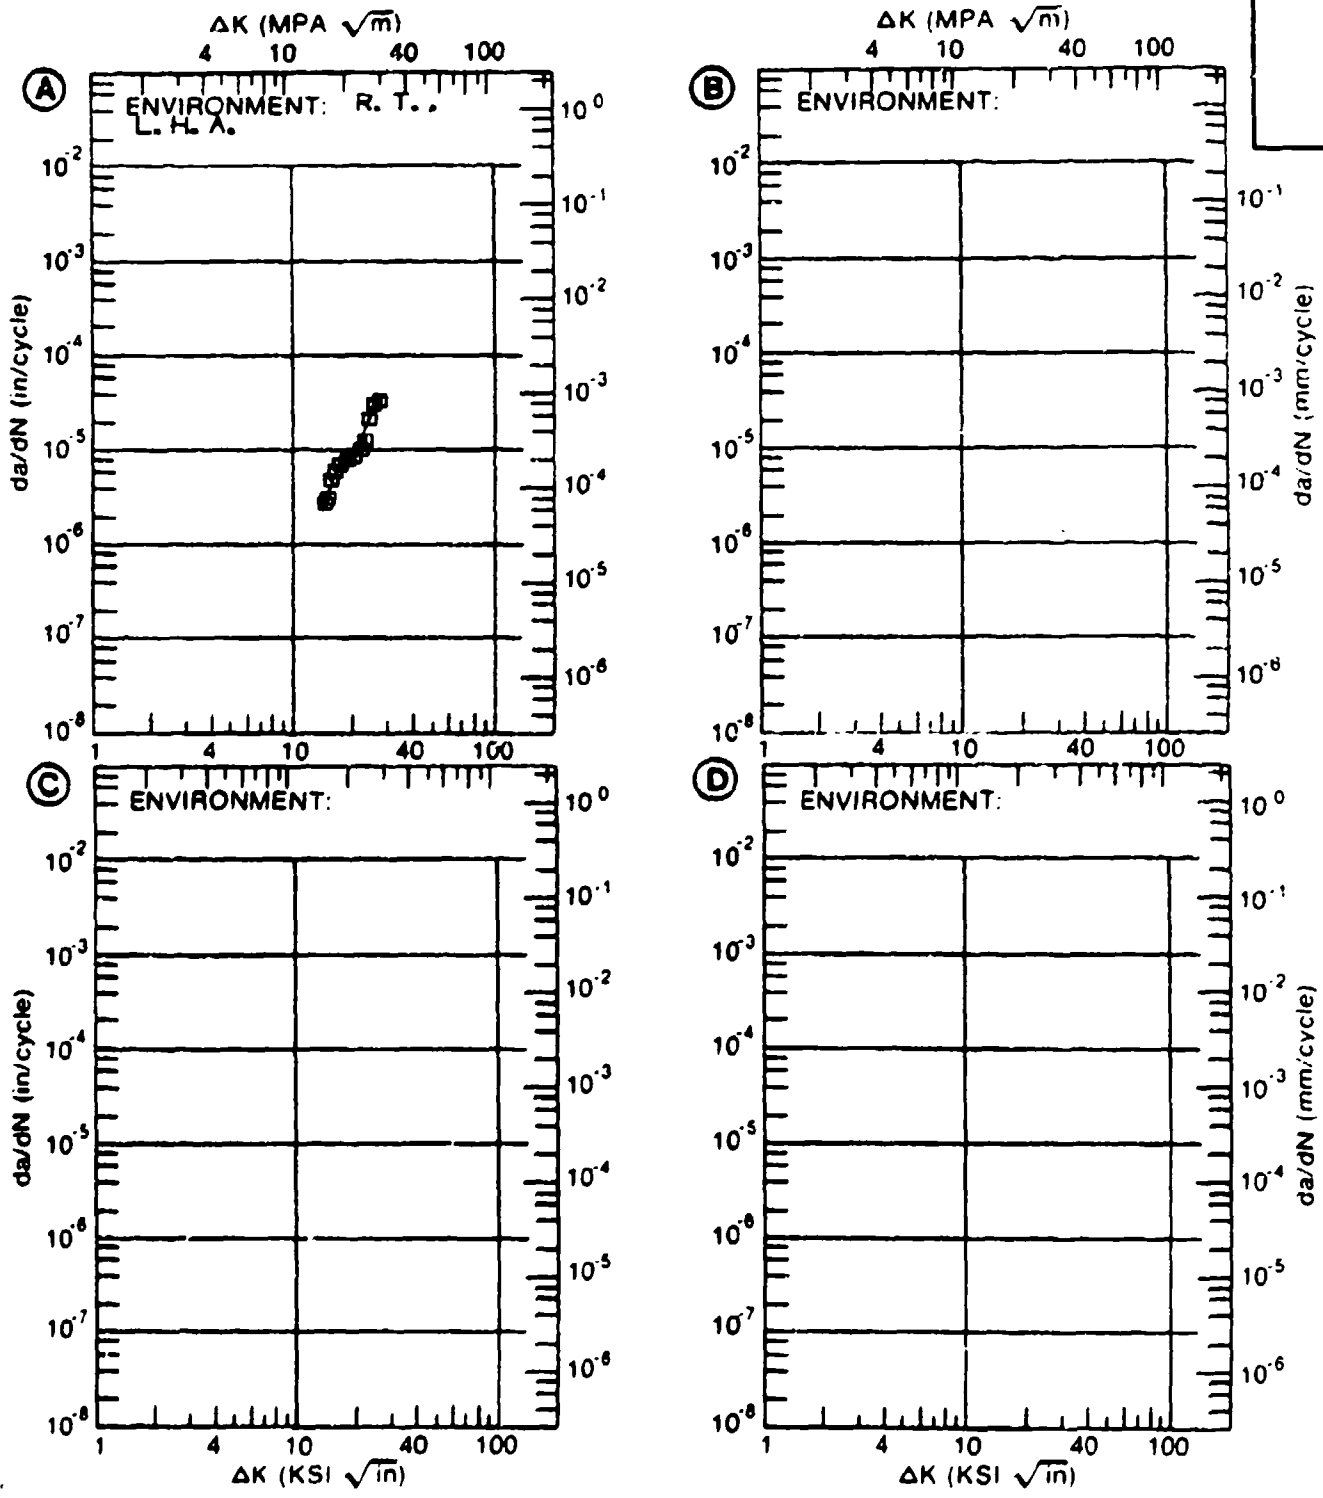 ΔK (MPA √m)
4 10 40 100
A
ENVIRONMENT: R. T.,
L. H. A.
da/dN (in/cycle)
10⁻²
10⁻³
10⁻⁴
10⁻⁵
10⁻⁶
10⁻⁷
10⁻⁸
10⁰
10⁻¹
10⁻²
10⁻³
10⁻⁴
10⁻⁵
10⁻⁶
1 4 10 40 100
ΔK (MPA √m)
4 10 40 100
B
ENVIRONMENT:
10⁻²
10⁻³
10⁻⁴
10⁻⁵
10⁻⁶
10⁻⁷
10⁻⁸
10⁻¹
10⁻²
10⁻³
10⁻⁴
10⁻⁵
10⁻⁶
da/dN (mm/cycle)
1 4 10 40 100
C
ENVIRONMENT:
da/dN (in/cycle)
10⁻²
10⁻³
10⁻⁴
10⁻⁵
10⁻⁶
10⁻⁷
10⁻⁸
10⁰
10⁻¹
10⁻²
10⁻³
10⁻⁴
10⁻⁵
10⁻⁶
1 4 10 40 100
ΔK (KSI √in)
D
ENVIRONMENT:
10⁻²
10⁻³
10⁻⁴
10⁻⁵
10⁻⁶
10⁻⁷
10⁻⁸
10⁰
10⁻¹
10⁻²
10⁻³
10⁻⁴
10⁻⁵
10⁻⁶
da/dN (mm/cycle)
1 4 10 40 100
ΔK (KSI √in)